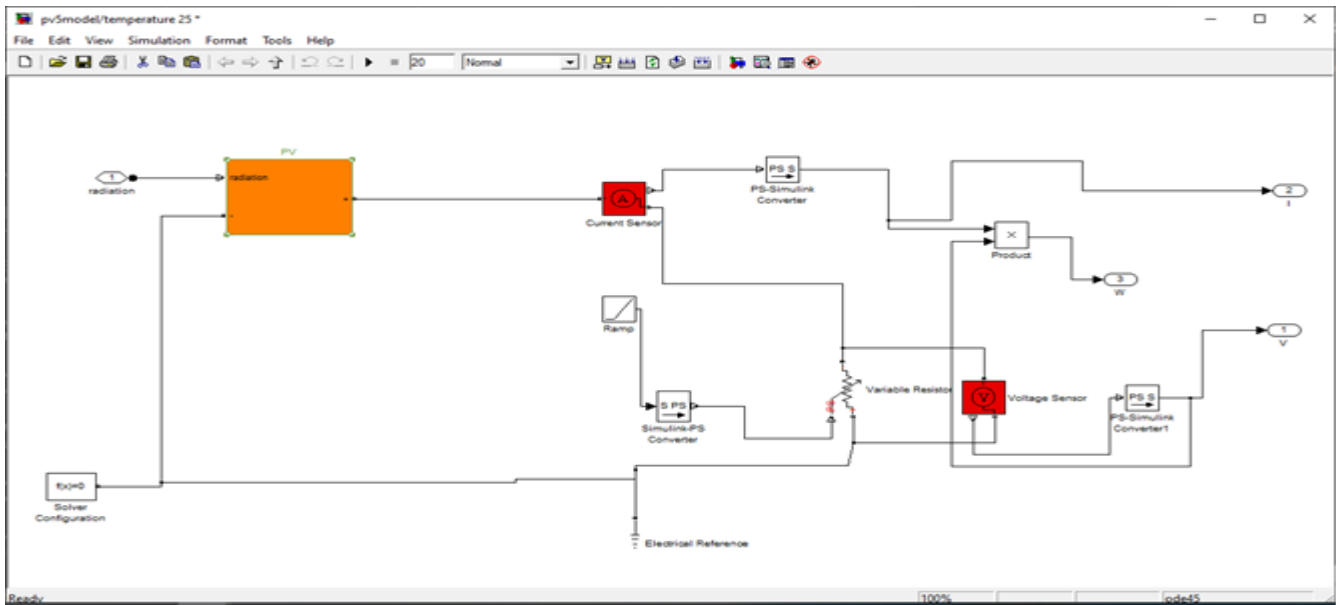 pv5model/temperature 25 *
File Edit View Simulation Format Tools Help
20 Normal
PV
1
radiation
radiation
-
+
A
Current Sensor
PS S
PS-Simulink
Converter
2
I
×
Product
3
W
Ramp
1
V
Variable Resistor
V
Voltage Sensor
PS S
PS-Simulink
Converter1
S PS
Simulink-PS
Converter
f(x)=0
Solver
Configuration
Electrical Reference
Ready 100% ode45